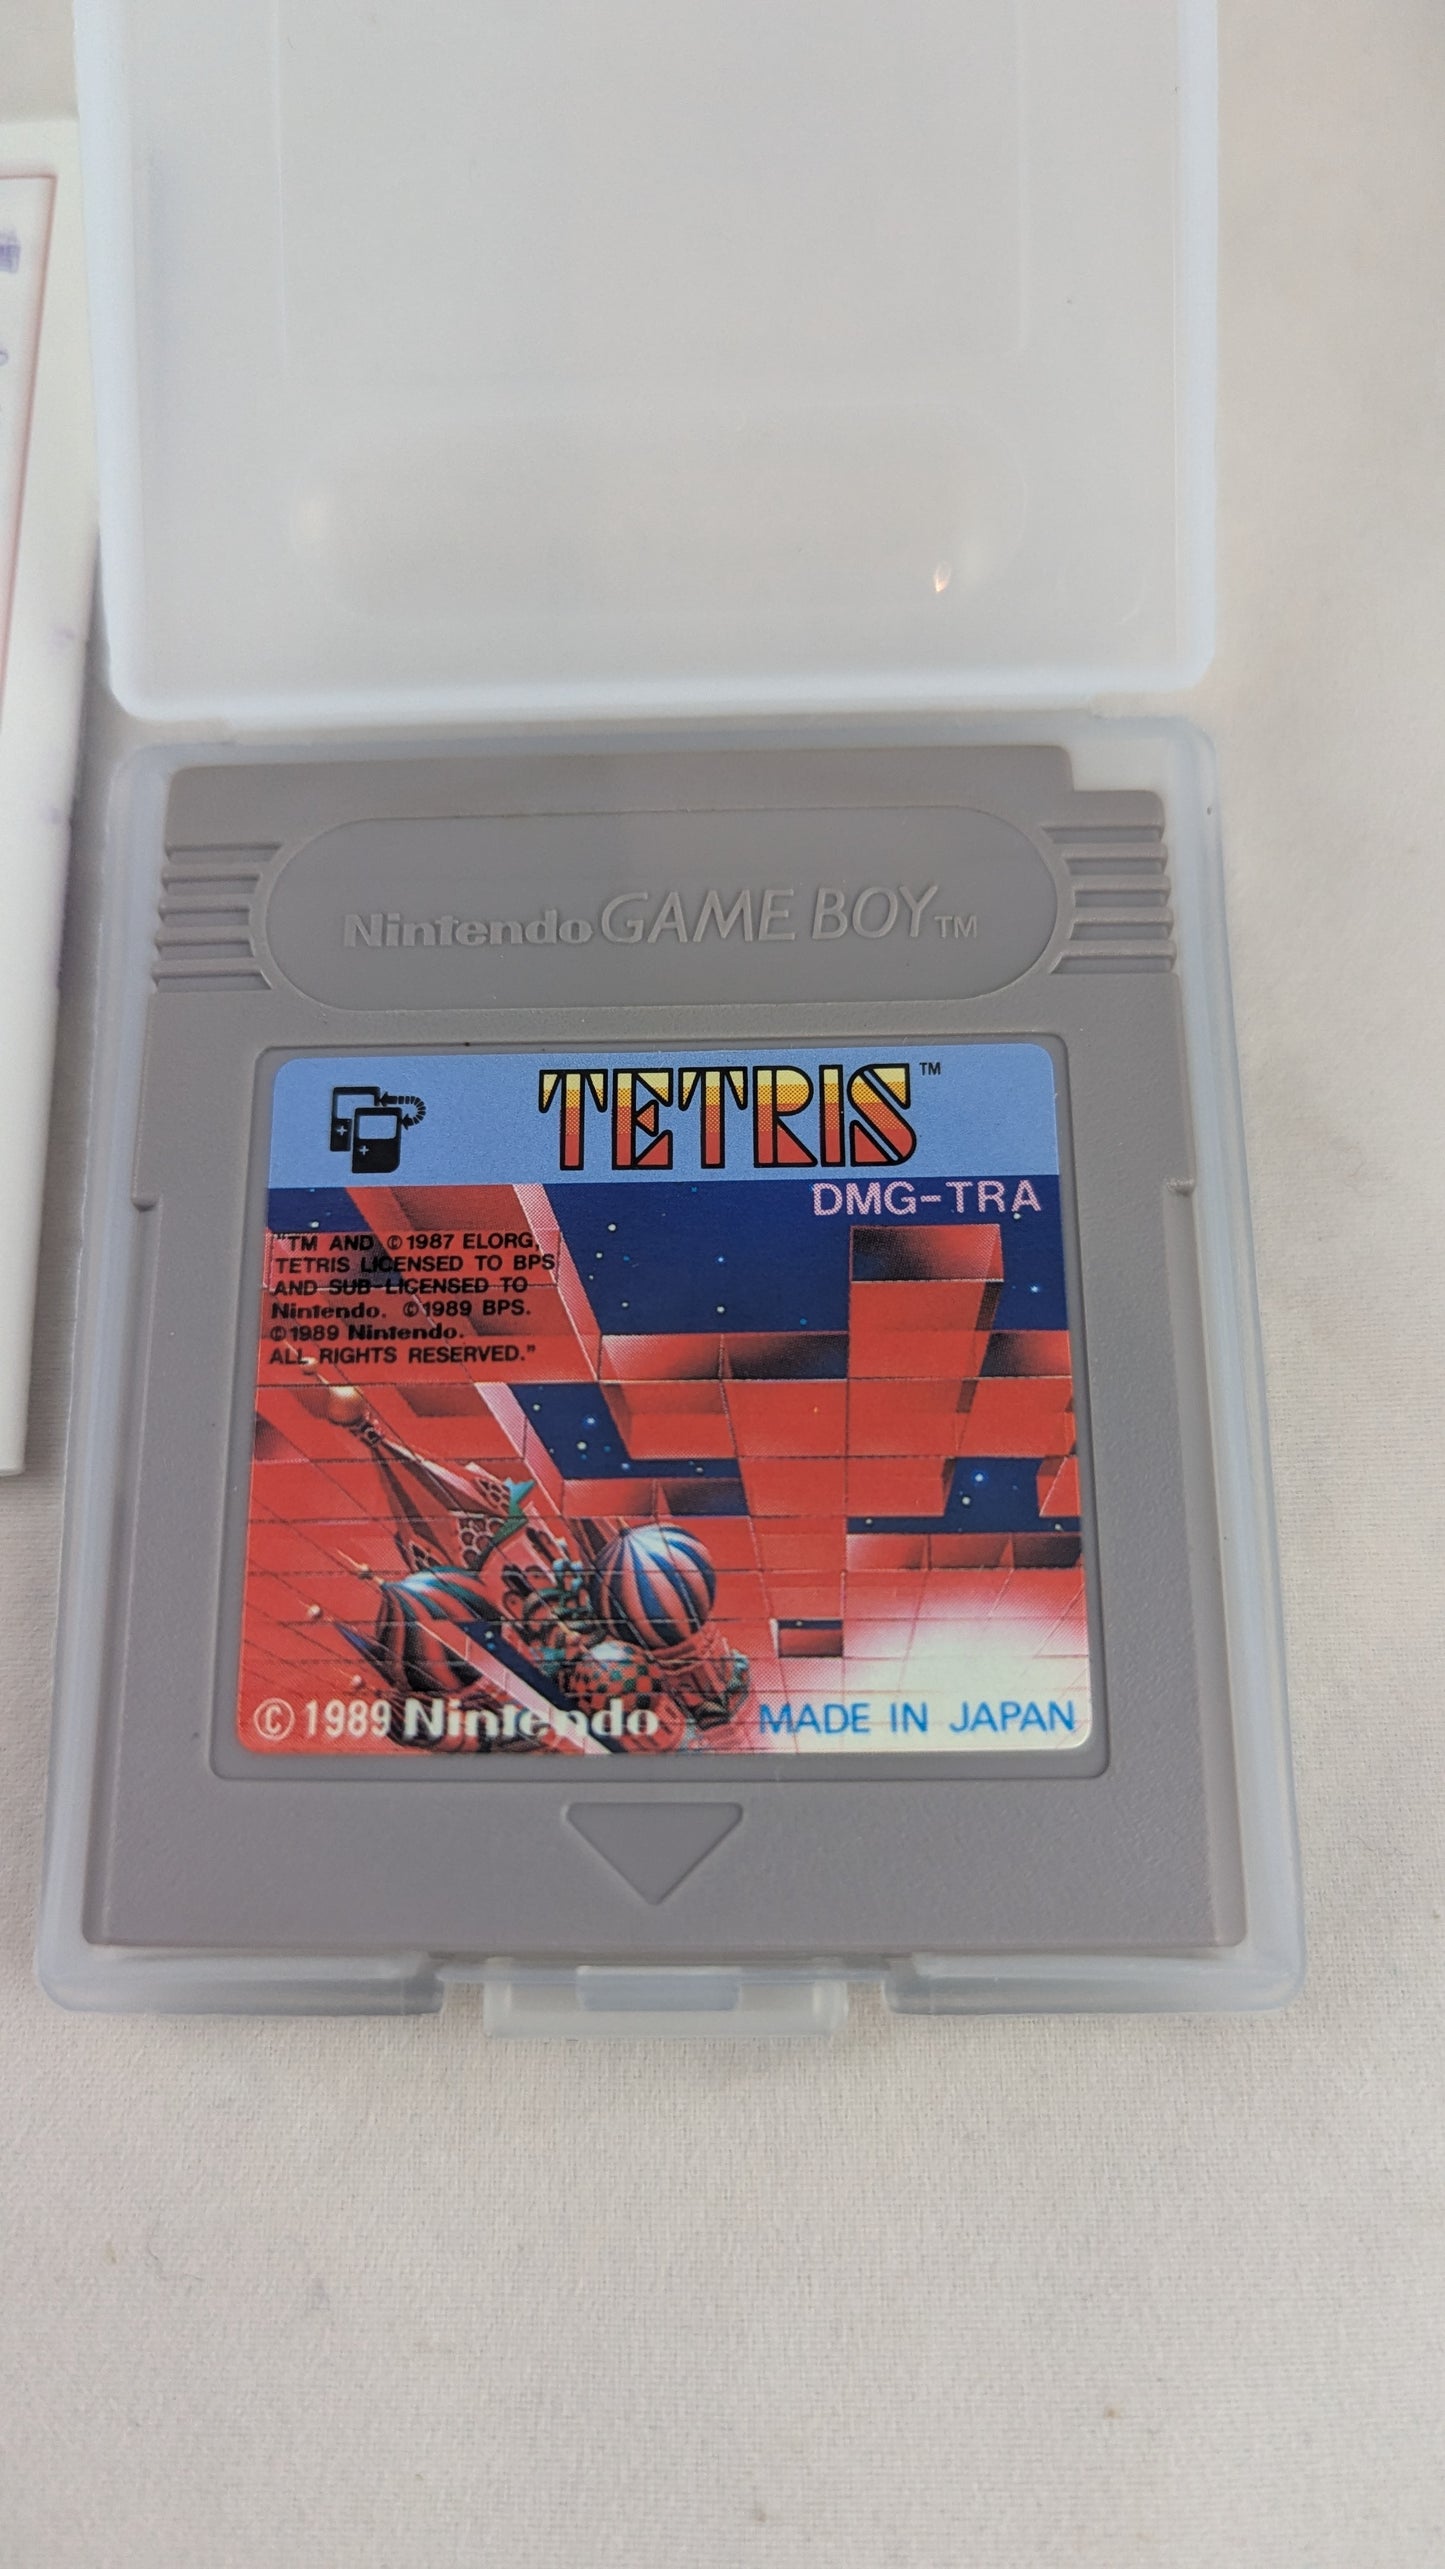 Nintendo GAME BOY™
TETRIS™
DMG-TRA
"TM AND ©1987 ELORG,
TETRIS LICENSED TO BPS
AND SUB-LICENSED TO
Nintendo. ©1989 BPS.
©1989 Nintendo.
ALL RIGHTS RESERVED."
©1989 Nintendo
MADE IN JAPAN